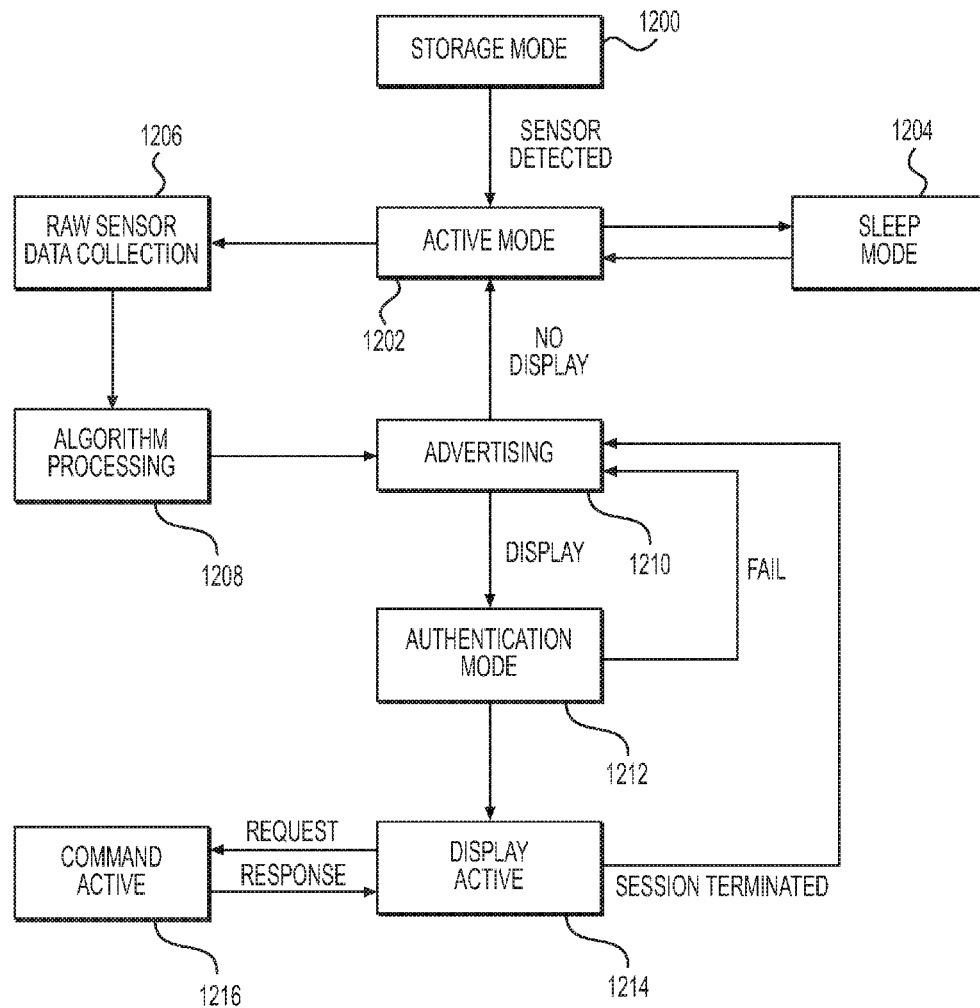 1200
STORAGE MODE
SENSOR
DETECTED
1206
1204
RAW SENSOR
DATA COLLECTION
ACTIVE MODE
SLEEP
MODE
1202
NO
DISPLAY
ALGORITHM
PROCESSING
ADVERTISING
1208
DISPLAY
1210
FAIL
AUTHENTICATION
MODE
1212
REQUEST
COMMAND
ACTIVE
RESPONSE
DISPLAY
ACTIVE
SESSION TERMINATED
1216
1214